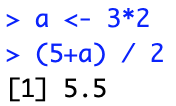 > a <- 3*2
> (5+a) / 2
[1] 5.5